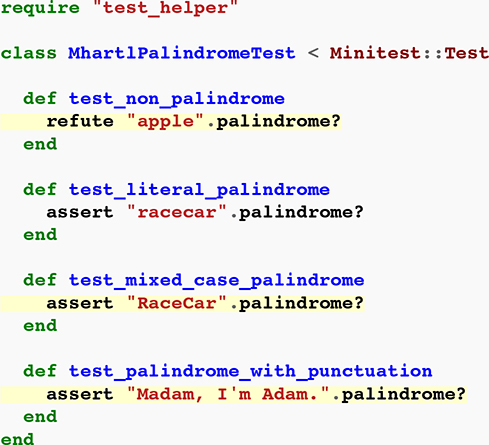 require "test_helper"
class MhartlPalindromeTest < Minitest::Test
def test_non_palindrome
refute "apple".palindrome?
end
def test_literal_palindrome
assert "racecar".palindrome?
end
def test_mixed_case_palindrome
assert "RaceCar".palindrome?
end
def test_palindrome_with_punctuation
assert "Madam, I'm Adam.".palindrome?
end
end